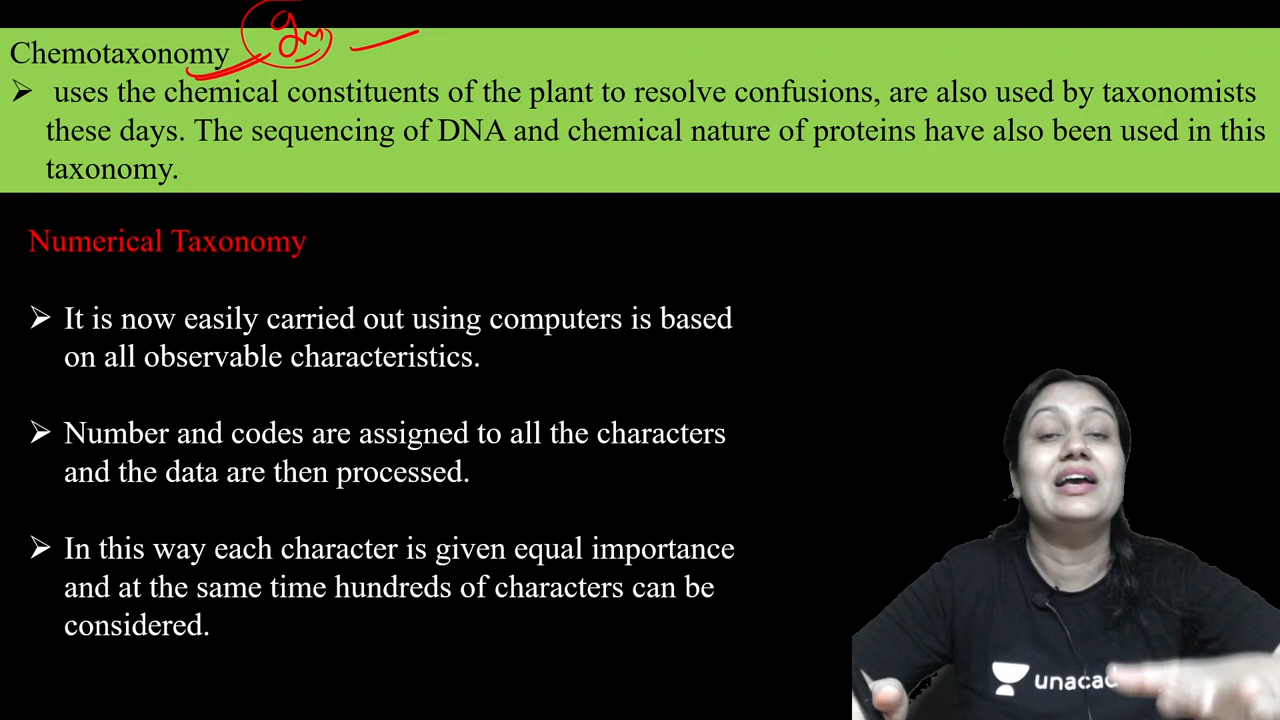 Chemotaxonomy
➢ uses the chemical constituents of the plant to resolve confusions, are also used by taxonomists
these days. The sequencing of DNA and chemical nature of proteins have also been used in this
taxonomy.
Numerical Taxonomy
➢ It is now easily carried out using computers is based
on all observable characteristics.
➢ Number and codes are assigned to all the characters
and the data are then processed.
➢ In this way each character is given equal importance
and at the same time hundreds of characters can be
considered.
unacad